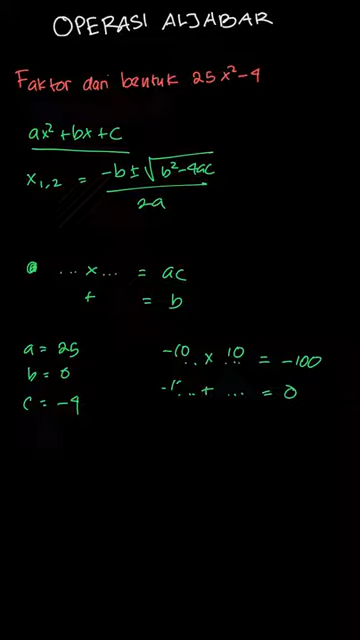 OPERASI ALJABAR
Faktor dari bentuk 25x² - 4
ax² + bx + c
x₁,₂ = (-b ± √(b² - 4ac)) / 2a
... × ... = ac
+ = b
a = 25
b = 0
c = -4
-10 ... × 10 ... = -100
-1 ... + ... = 0